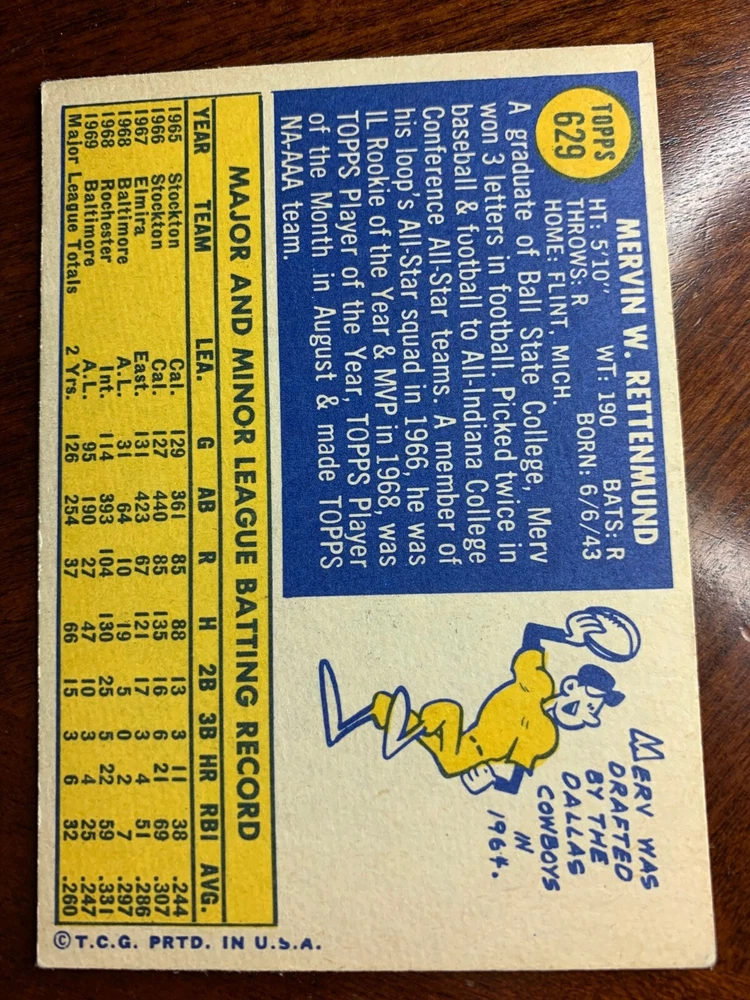 TOPPS
629
MERVIN W. RETTENMUND
HT: 5'10" WT: 190 BATS: R
THROWS: R BORN: 6/6/43
HOME: FLINT, MICH.
A graduate of Ball State College, Merv
won 3 letters in football. Picked twice in
baseball & football to All-Indiana College
Conference All-Star teams. A member of
his loop's All-Star squad in 1966, he was
IL Rookie of the Year & MVP in 1968, was
TOPPS Player of the Year, TOPPS Player
of the Month in August & made TOPPS
NA-AAA team.
MERV WAS
DRAFTED
BY THE
DALLAS
COWBOYS
IN
1964.
MAJOR AND MINOR LEAGUE BATTING RECORD
YEAR TEAM LEA. G AB R H 2B 3B HR RBI AVG.
1965 Stockton Cal. 129 361 85 88 13 3 11 38 .244
1966 Stockton Cal. 127 440 85 135 16 6 21 69 .307
1967 Elmira East. 131 423 67 121 17 3 4 51 .286
1968 Baltimore A.L. 31 64 10 19 5 0 2 7 .297
1968 Rochester Int. 114 393 104 130 25 5 22 59 .331
1969 Baltimore A.L. 95 190 27 47 10 3 4 25 .247
Major League Totals 2 Yrs. 126 254 37 66 15 3 6 32 .260
©T.C.G. PRTD. IN U.S.A.